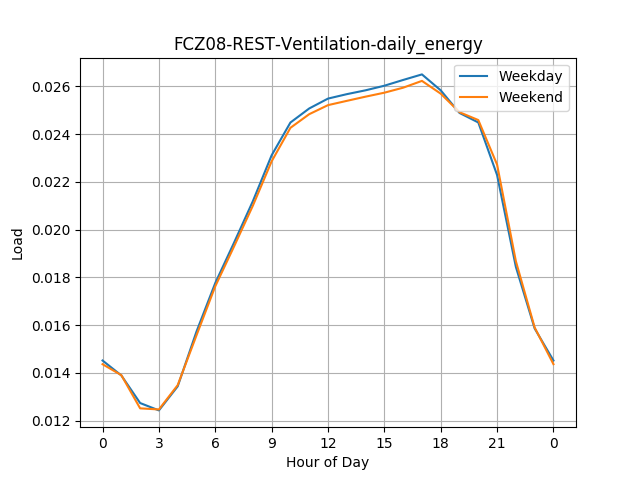 FCZ08-REST-Ventilation-daily_energy
Weekday
Weekend
0.026
0.024
0.022
0.020
0.018
0.016
0.014
0.012
Load
0 3 6 9 12 15 18 21 0
Hour of Day